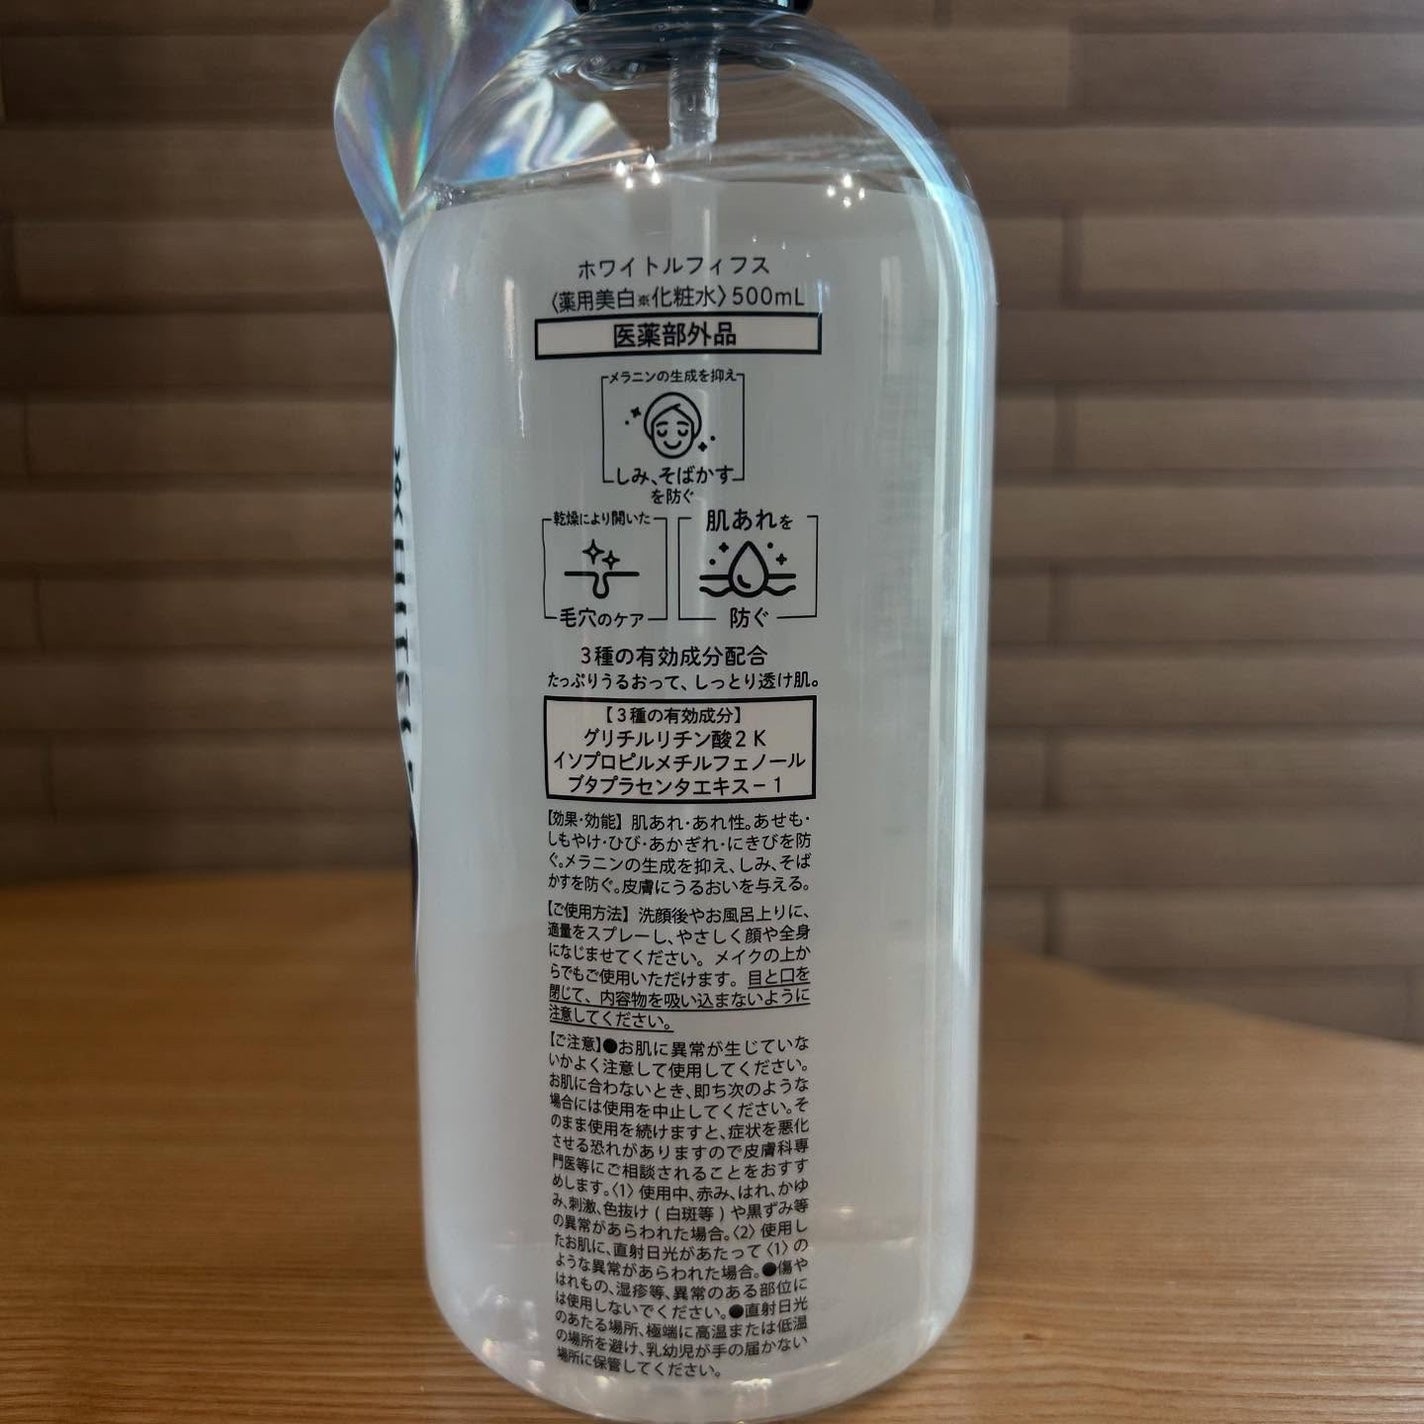 ホワイトルフィフス
〈薬用美白※化粧水〉500mL
医薬部外品
メラニンの生成を抑え
しみ、そばかす
を防ぐ
乾燥により開いた
毛穴のケア
肌あれを
防ぐ
3種の有効成分配合
たっぷりうるおって、しっとり透け肌。
【3種の有効成分】
グリチルリチン酸2K
イソプロピルメチルフェノール
ブタプラセンタエキス－1
【効果・効能】肌あれ・あれ性。あせも・
しもやけ・ひび・あかぎれ・にきびを防
ぐ。メラニンの生成を抑え、しみ、そば
かすを防ぐ。皮膚にうるおいを与える。
【ご使用方法】洗顔後やお風呂上りに、
適量をスプレーし、やさしく顔や全身
になじませてください。メイクの上か
らでもご使用いただけます。目と口を
閉じて、内容物を吸い込まないように
注意してください。
【ご注意】●お肌に異常が生じていな
いかよく注意して使用してください。
お肌に合わないとき、即ち次のような
場合には使用を中止してください。そ
のまま使用を続けますと、症状を悪化
させる恐れがありますので皮膚科専
門医等にご相談されることをおすす
めします。〈1〉使用中、赤み、はれ、かゆ
み、刺激、色抜け(白斑等)や黒ずみ等
の異常があらわれた場合。〈2〉使用し
たお肌に、直射日光があたって〈1〉の
ような異常があらわれた場合。●傷や
はれもの、湿疹等、異常のある部位に
は使用しないでください。●直射日光
のあたる場所、極端に高温または低温
の場所を避け、乳幼児が手の届かない
場所に保管してください。